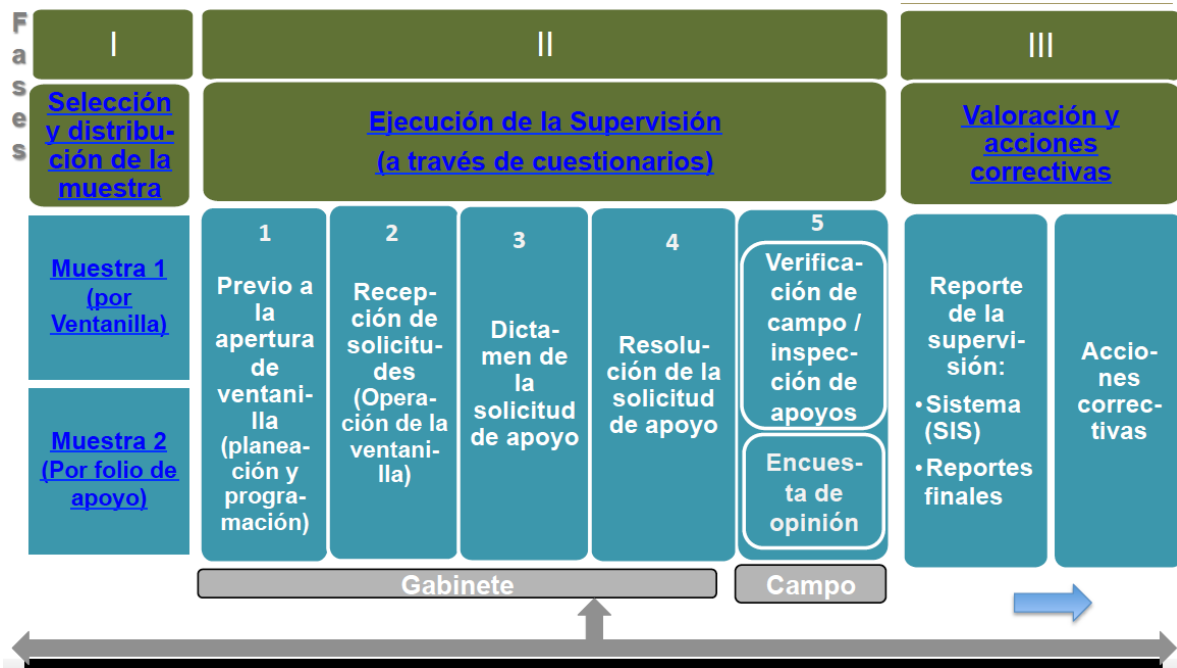 Fases
I
II
III
Selección
y distribu-
ción de la
muestra
Ejecución de la Supervisión
(a través de cuestionarios)
Valoración y
acciones
correctivas
Muestra 1
(por
Ventanilla)
Muestra 2
(Por folio de
apoyo)
1
Previo a
la
apertura
de
ventani-
lla
(planea-
ción y
progra-
mación)
2
Recep-
ción de
solicitu-
des
(Opera-
ción de la
ventani-
lla)
3
Dicta-
men de
la
solicitud
de apoyo
4
Resolu-
ción de la
solicitud
de apoyo
5
Verifica-
ción de
campo /
inspec-
ción de
apoyos
Encues-
ta de
opinión
Reporte
de la
supervi-
sión:
•Sistema
(SIS)
•Reportes
finales
Accio-
nes
correc-
tivas
Gabinete
Campo